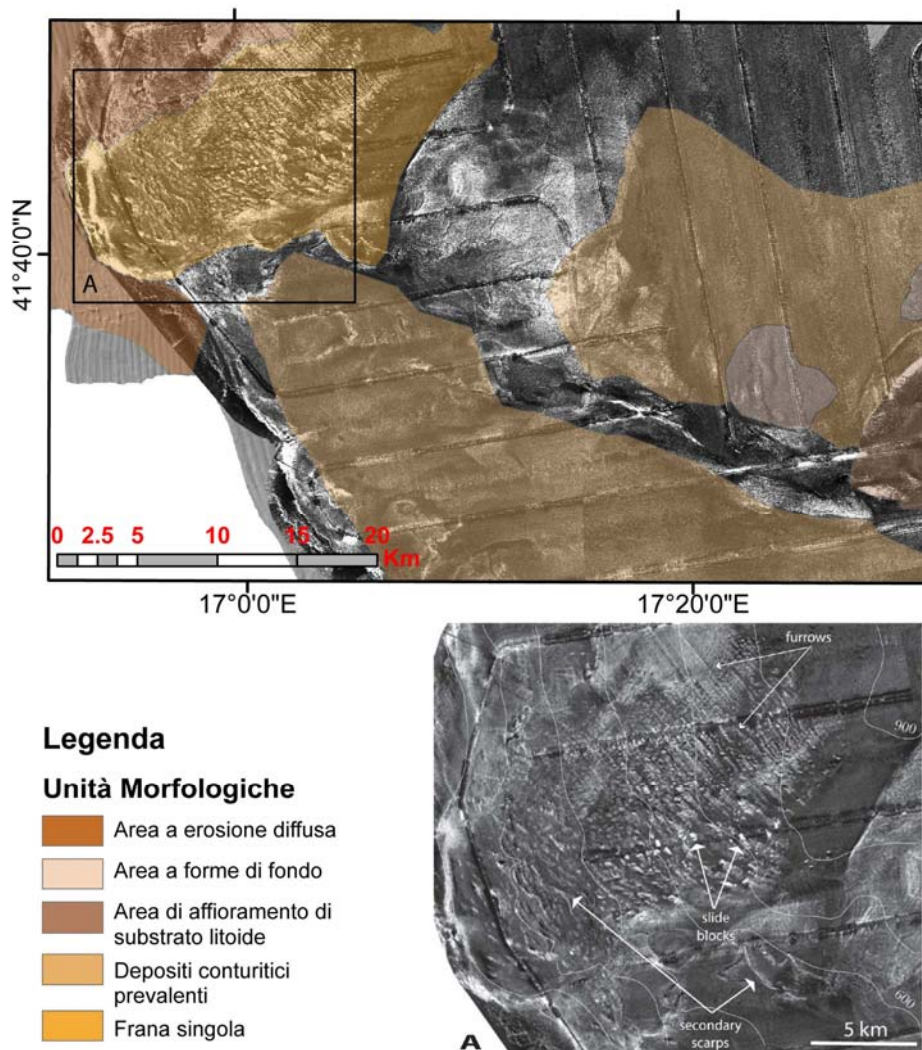 41°40'0"N
A
0 2.5 5 10 15 20
Km
17°0'0"E
17°20'0"E
Legenda
Unità Morfologiche
Area a erosione diffusa
Area a forme di fondo
Area di affioramento di
substrato litoide
Depositi conturitici
prevalenti
Frana singola
furrows
900
slide
blocks
600
secondary
scarps
5 km
A